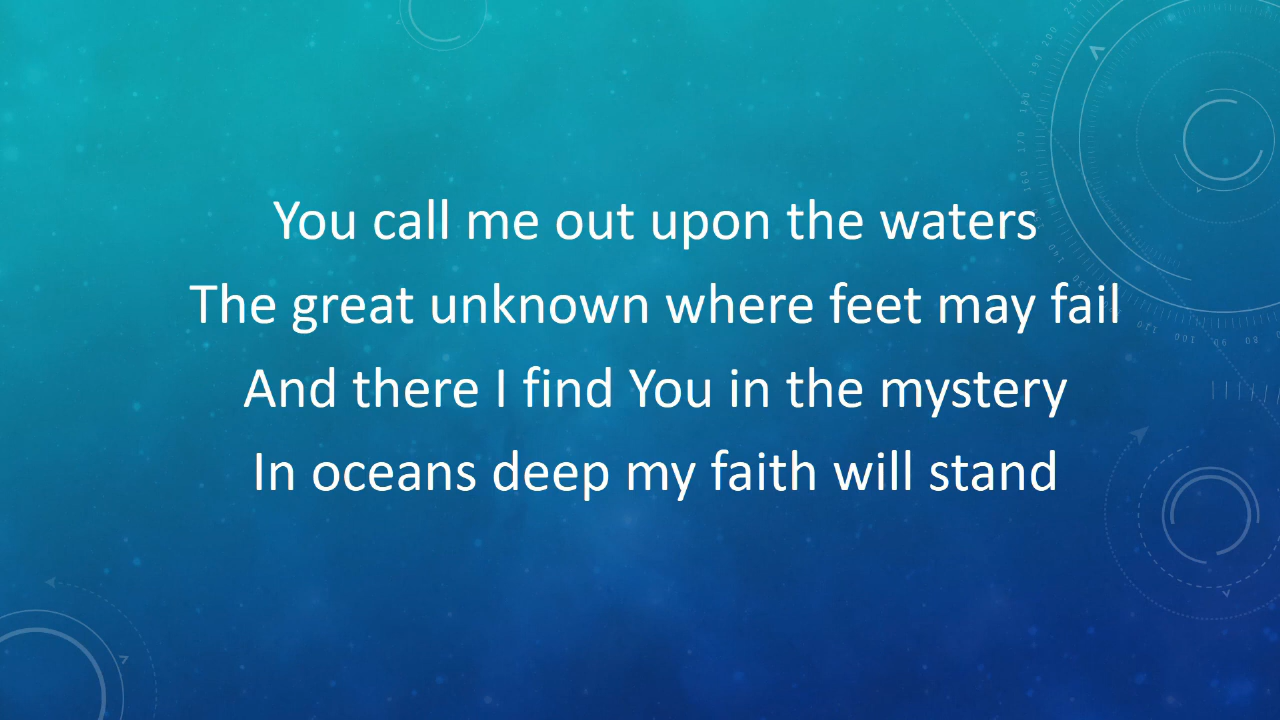 You call me out upon the waters
The great unknown where feet may fail
And there I find You in the mystery
In oceans deep my faith will stand